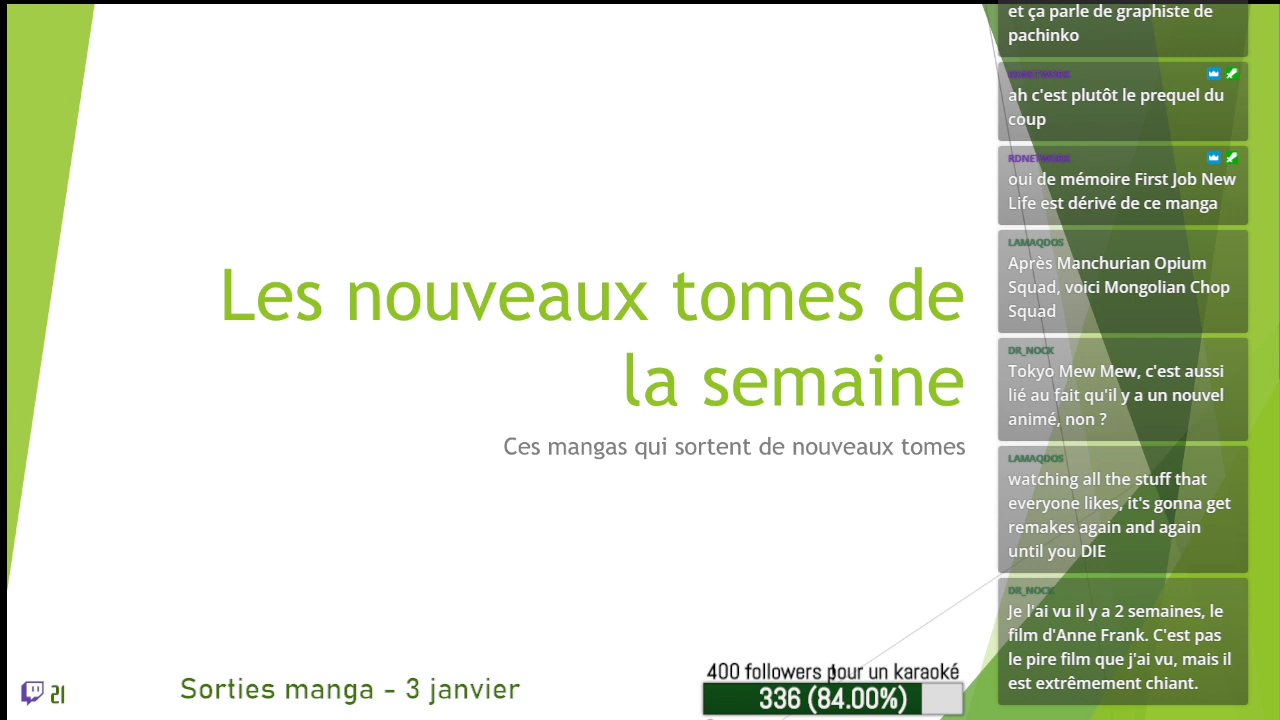 Les nouveaux tomes de
la semaine
Ces mangas qui sortent de nouveaux tomes
et ça parle de graphiste de
pachinko
ah c'est plutôt le prequel du
coup
RDNETWORK
oui de mémoire First Job New
Life est dérivé de ce manga
LAMAQDOS
Après Manchurian Opium
Squad, voici Mongolian Chop
Squad
DR_NOCK
Tokyo Mew Mew, c'est aussi
lié au fait qu'il y a un nouvel
animé, non ?
LAMAQDOS
watching all the stuff that
everyone likes, it's gonna get
remakes again and again
until you DIE
DR_NOCK
Je l'ai vu il y a 2 semaines, le
film d'Anne Frank. C'est pas
le pire film que j'ai vu, mais il
est extrêmement chiant.
21
Sorties manga - 3 janvier
400 followers pour un karaoké
336 (84.00%)